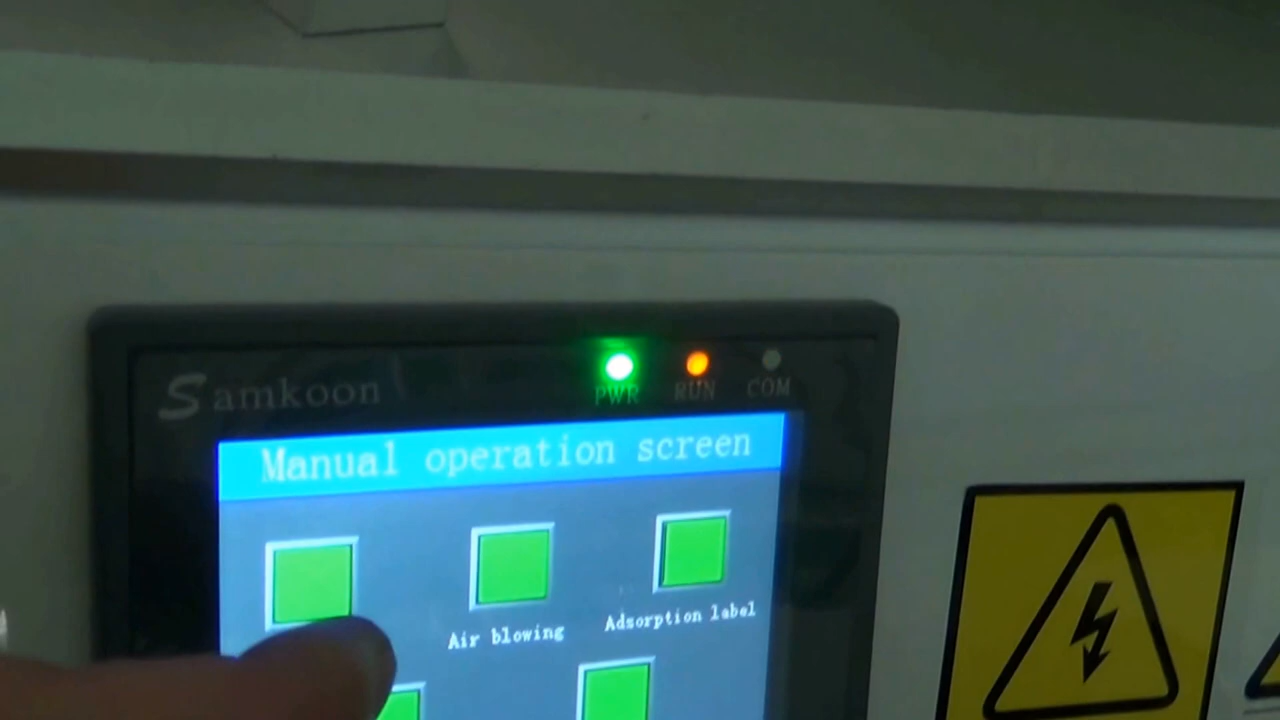 Samkoon
PWR RUN COM
Manual operation screen
Air blowing
Adsorption label